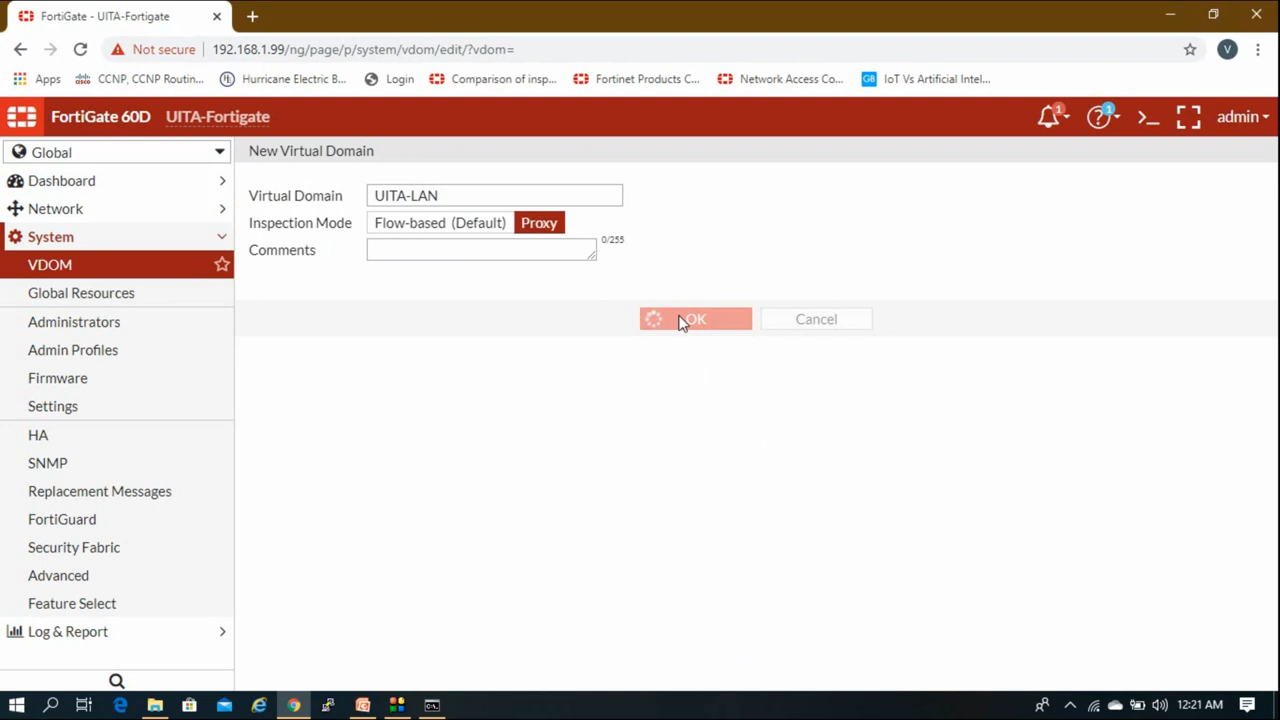 FortiGate - UITA-Fortigate
Not secure 192.168.1.99/ng/page/p/system/vdom/edit/?vdom=
V
Apps CCNP, CCNP Routin... Hurricane Electric B... Login Comparison of insp... Fortinet Products C... Network Access Co... GB IoT Vs Artificial Intel...
FortiGate 60D UITA-Fortigate 1 1 admin
Global
New Virtual Domain
Dashboard
Network
System
VDOM
Global Resources
Administrators
Admin Profiles
Firmware
Settings
HA
SNMP
Replacement Messages
FortiGuard
Security Fabric
Advanced
Feature Select
Log & Report
Virtual Domain UITA-LAN
Inspection Mode Flow-based (Default) Proxy
Comments 0/255
OK Cancel
12:21 AM